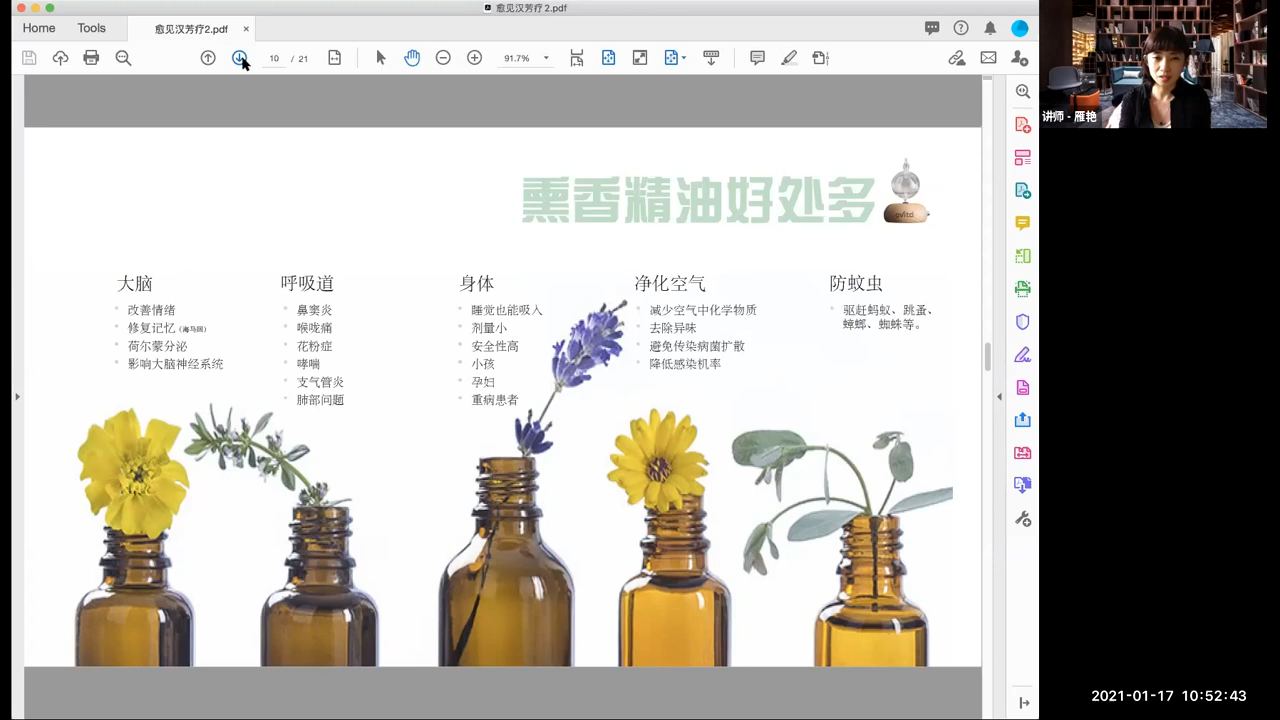 愈见汉芳疗2.pdf
Home
Tools
愈见汉芳疗2.pdf
×
10 / 21
91.7%
讲师 - 雁艳
熏香精油好处多
大脑
改善情绪
修复记忆（海马回）
荷尔蒙分泌
影响大脑神经系统
呼吸道
鼻窦炎
喉咙痛
花粉症
哮喘
支气管炎
肺部问题
身体
睡觉也能吸入
剂量小
安全性高
小孩
孕妇
重病患者
净化空气
减少空气中化学物质
去除异味
避免传染病菌扩散
降低感染机率
防蚊虫
驱赶蚂蚁、跳蚤、
蟑螂、蜘蛛等。
2021-01-17 10:52:43